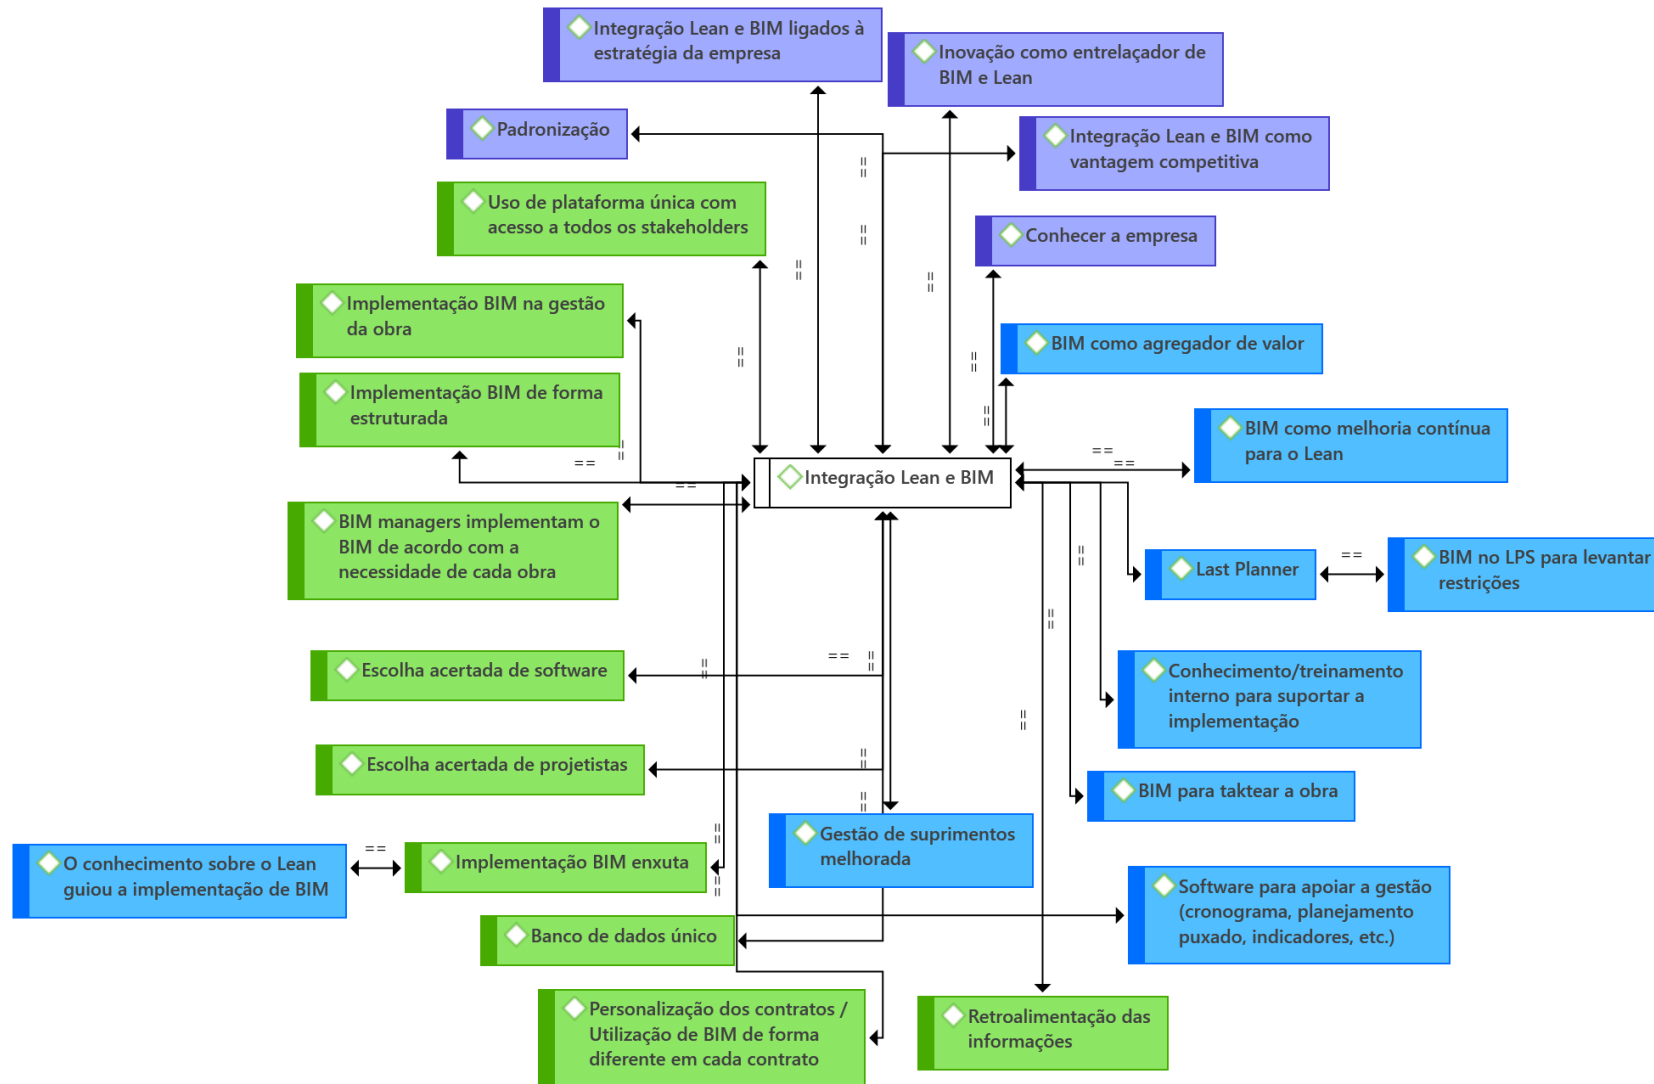 Integração Lean e BIM ligados à
estratégia da empresa
Inovação como entrelaçador de
BIM e Lean
Padronização
Integração Lean e BIM como
vantagem competitiva
Uso de plataforma única com
acesso a todos os stakeholders
Conhecer a empresa
Implementação BIM na gestão
da obra
BIM como agregador de valor
Implementação BIM de forma
estruturada
BIM como melhoria contínua
para o Lean
==
==
==
==
Integração Lean e BIM
BIM managers implementam o
BIM de acordo com a
necessidade de cada obra
Last Planner
==
BIM no LPS para levantar
restrições
Escolha acertada de software
==
Conhecimento/treinamento
interno para suportar a
implementação
Escolha acertada de projetistas
BIM para taktear a obra
Gestão de suprimentos
melhorada
O conhecimento sobre o Lean
guiou a implementação de BIM
==
Implementação BIM enxuta
Software para apoiar a gestão
(cronograma, planejamento
puxado, indicadores, etc.)
Banco de dados único
Personalização dos contratos /
Utilização de BIM de forma
diferente em cada contrato
Retroalimentação das
informações